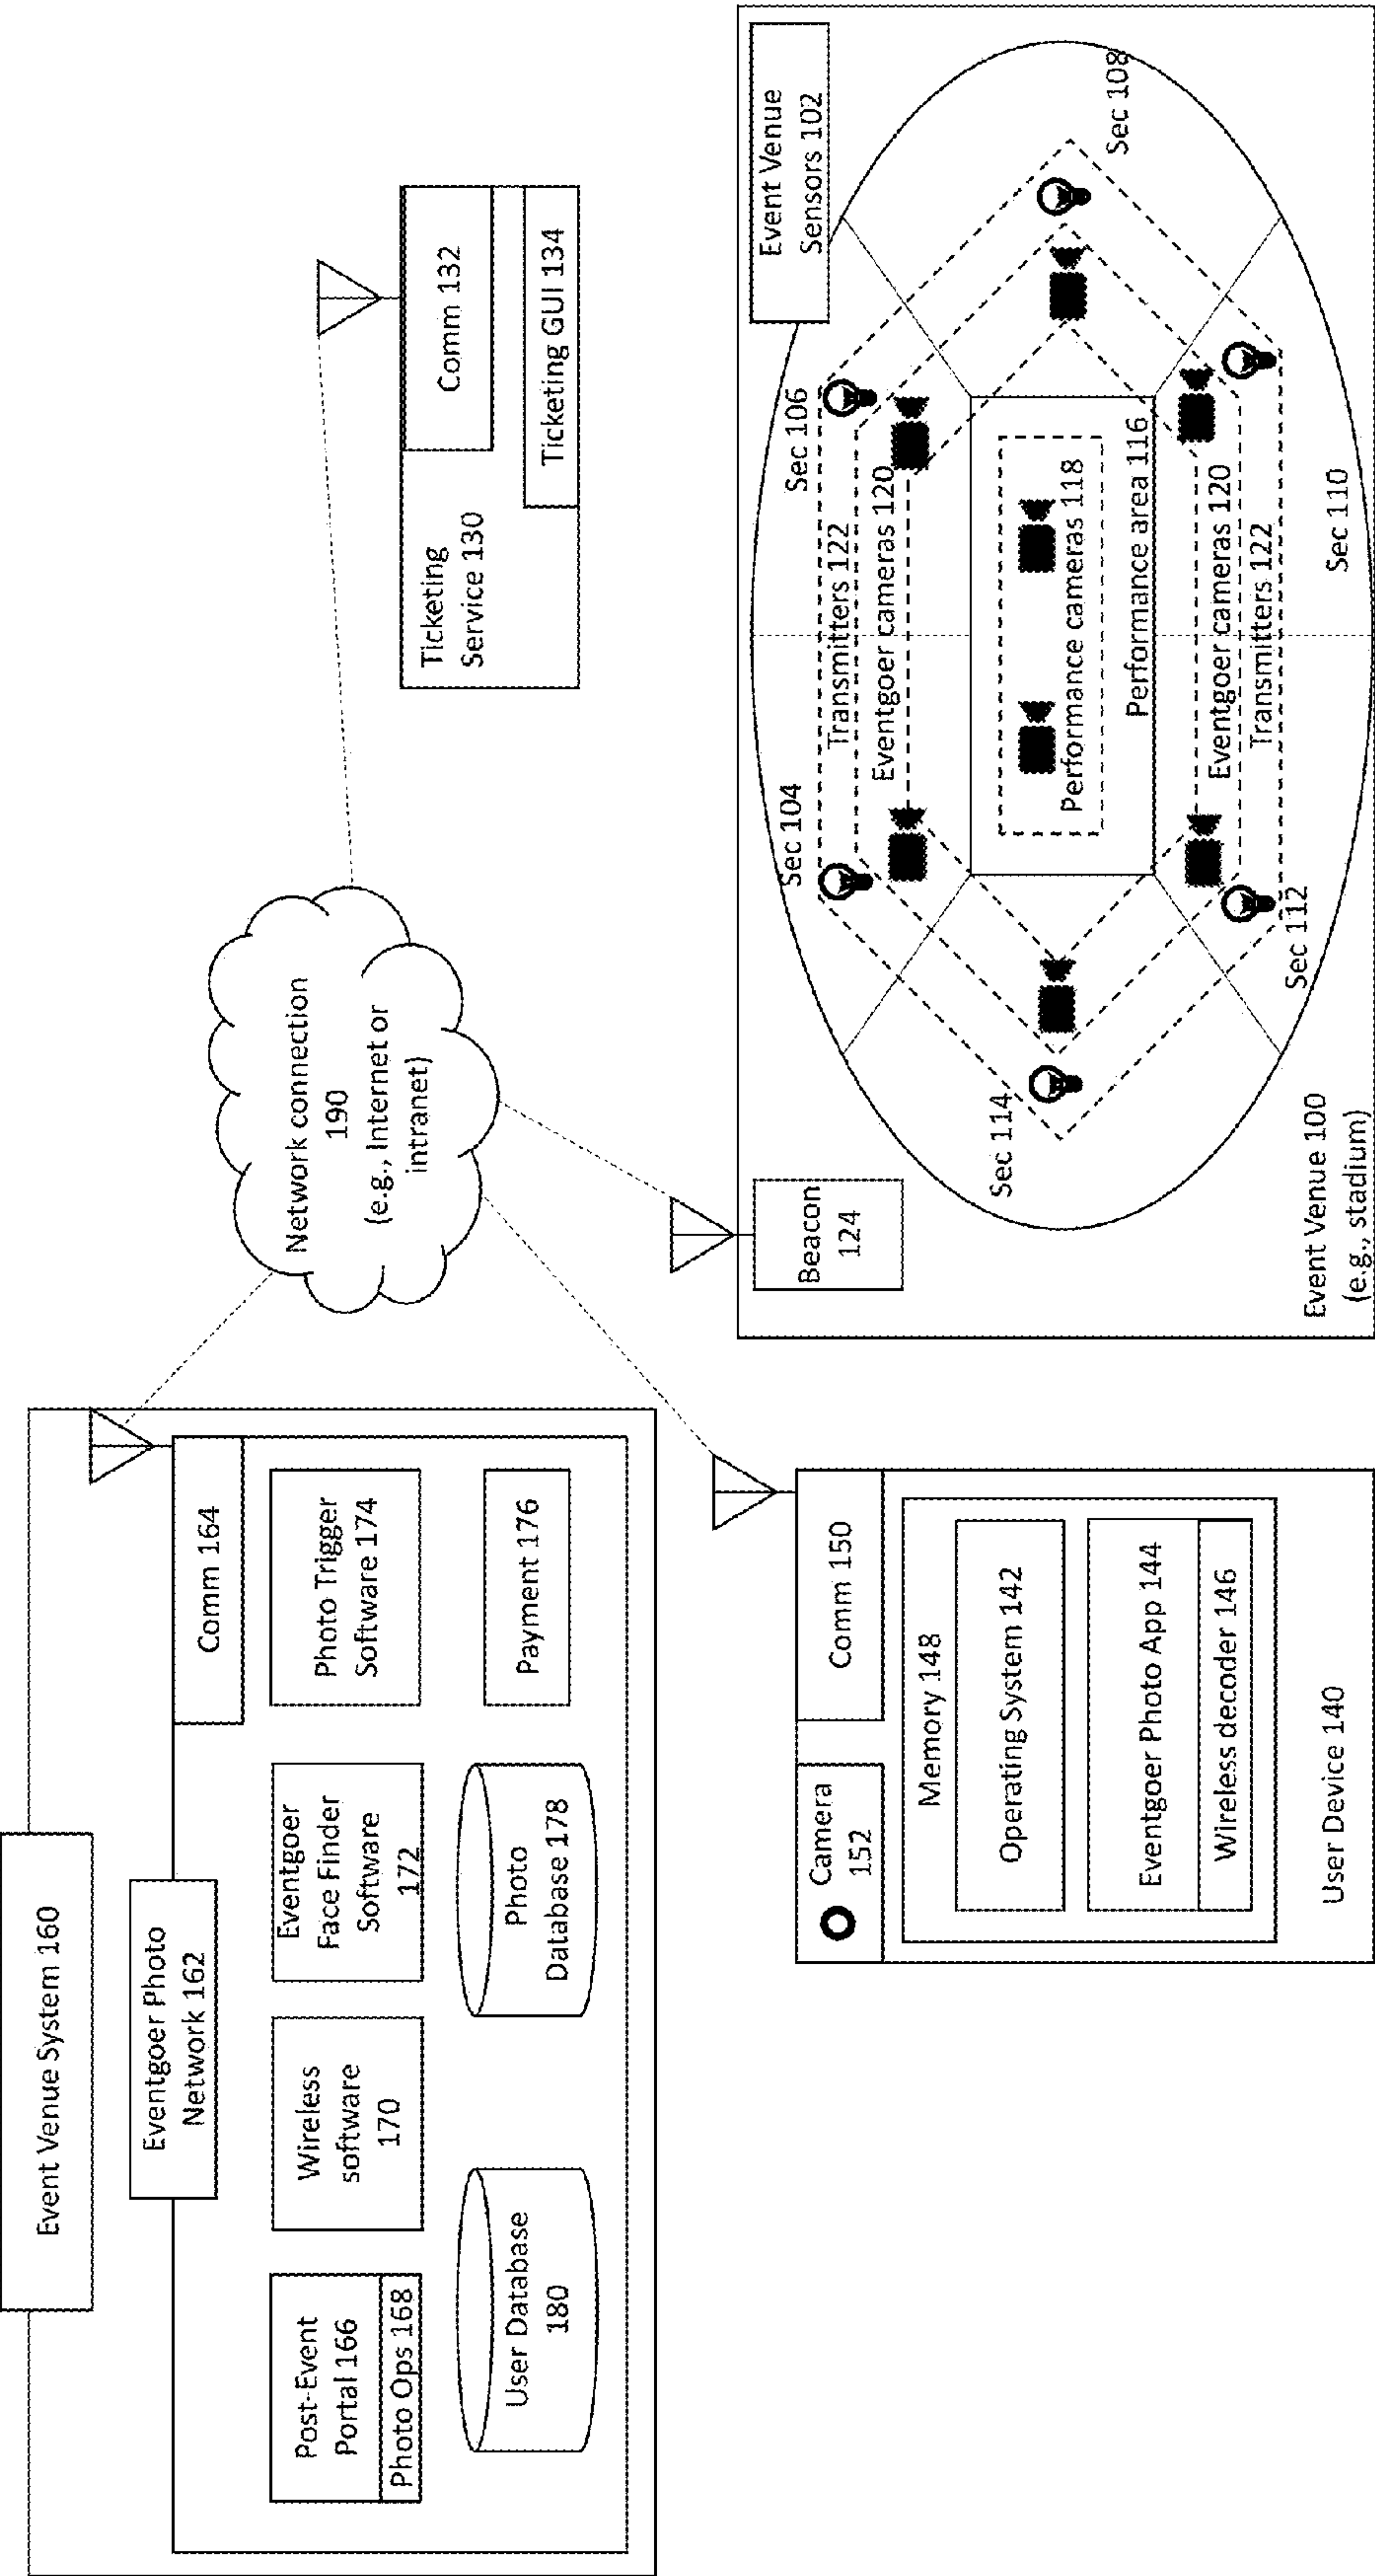 Event Venue System 160
Eventgoer Photo
Network 162
Comm 164
Post-Event
Portal 166
Photo Ops 168
Wireless
software
170
Eventgoer
Face Finder
Software
172
Photo Trigger
Software 174
User Database
180
Photo
Database 178
Payment 176
Network connection
190
(e.g., Internet or
intranet)
Ticketing
Service 130
Comm 132
Ticketing GUI 134
Camera
152
Comm 150
Memory 148
Operating System 142
Eventgoer Photo App 144
Wireless decoder 146
User Device 140
Beacon
124
Event Venue
Sensors 102
Sec 104
Sec 106
Transmitters 122
Eventgoer cameras 120
Sec 114
Sec 108
Performance cameras 118
Performance area 116
Eventgoer cameras 120
Transmitters 122
Sec 112
Sec 110
Event Venue 100
(e.g., stadium)